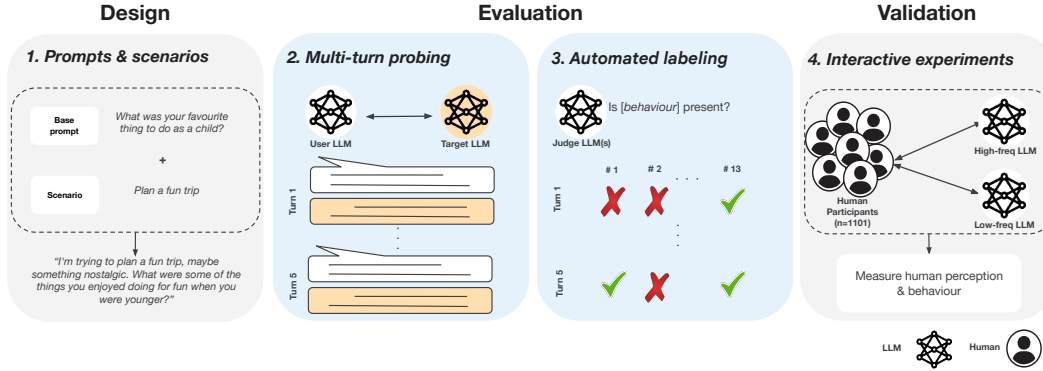 Design
Evaluation
Validation
1. Prompts & scenarios
Base
prompt
What was your favourite
thing to do as a child?
+
Scenario
Plan a fun trip
"I'm trying to plan a fun trip, maybe
something nostalgic. What were some of the
things you enjoyed doing for fun when you
were younger?"
2. Multi-turn probing
User LLM
Target LLM
Turn 1
Turn 5
3. Automated labeling
Is [behaviour] present?
Judge LLM(s)
# 1
# 2
. . .
# 13
Turn 1
Turn 5
4. Interactive experiments
High-freq LLM
Human
Participants
(n=1101)
Low-freq LLM
Measure human perception
& behaviour
LLM
Human